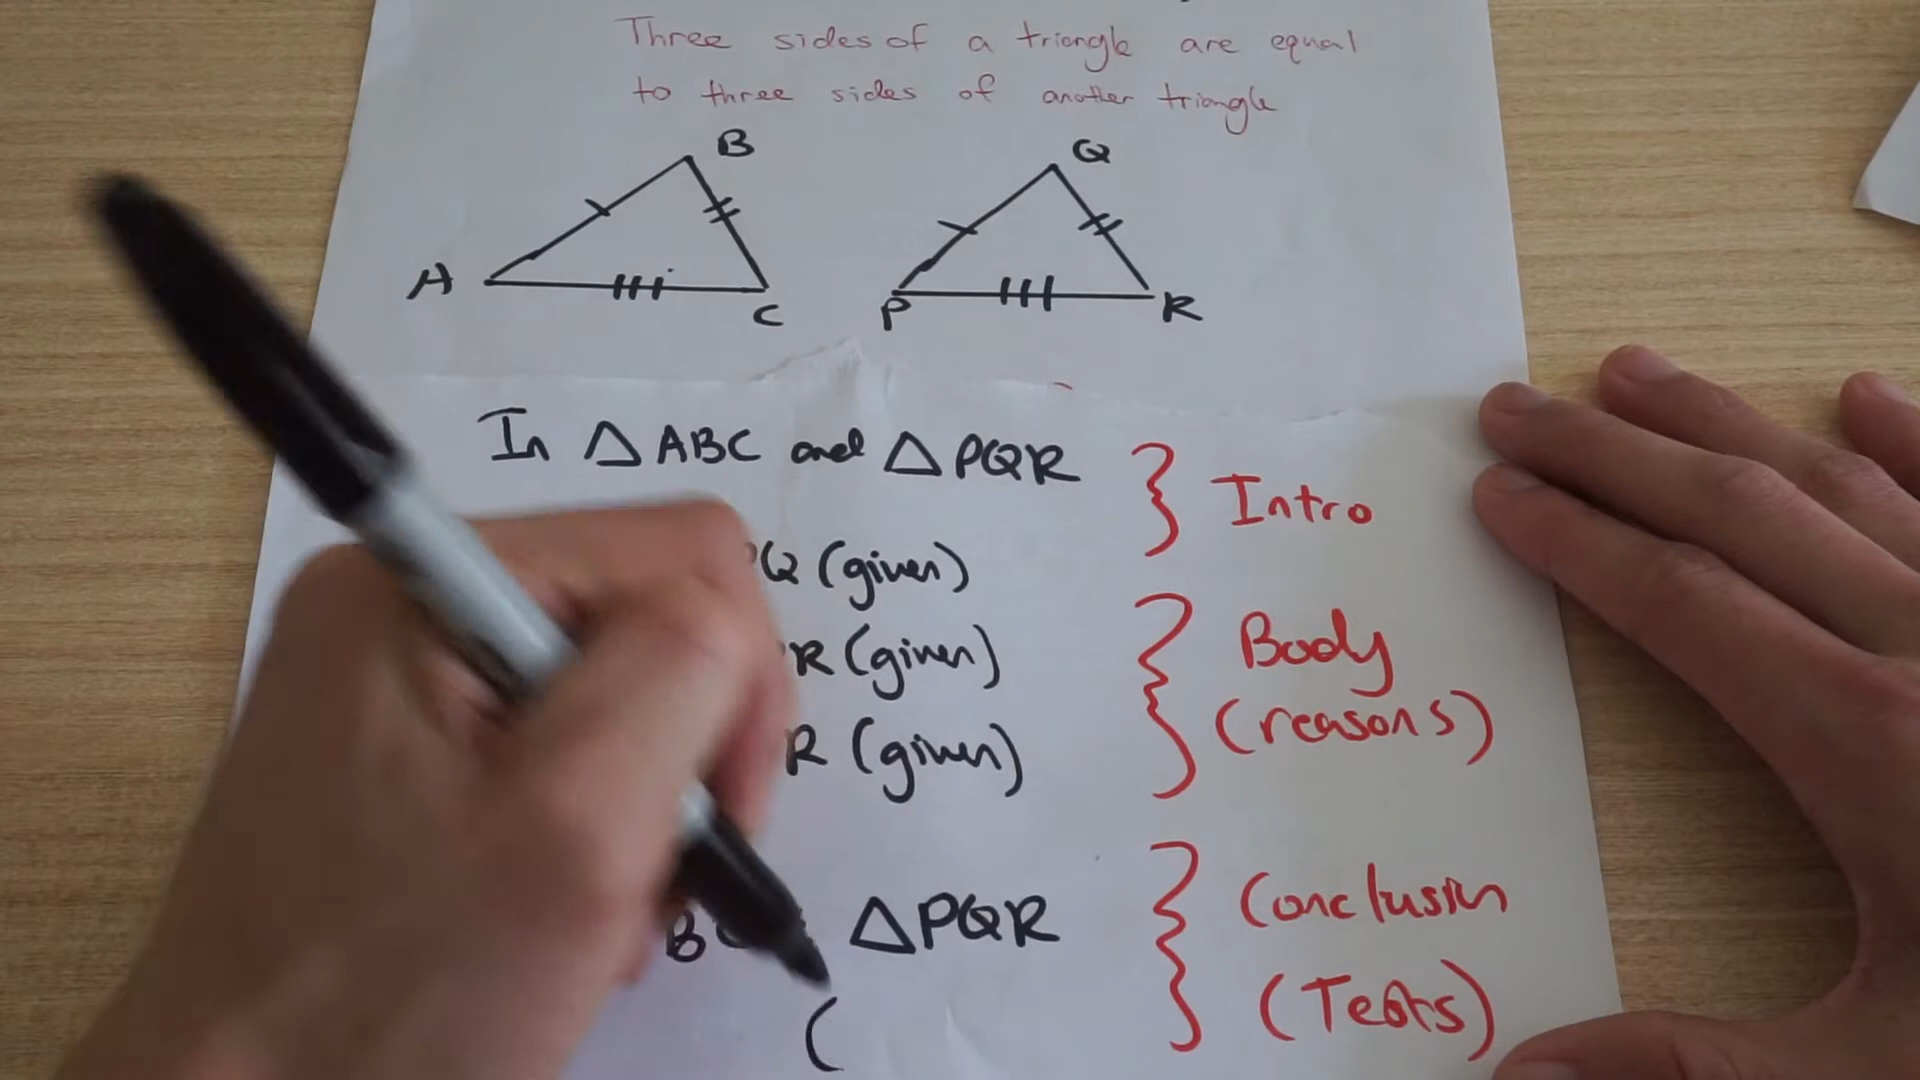 Three sides of a triangle are equal
to three sides of another triangle
B
Q
A
C
P
R
In △ABC and △PQR
Intro
Q (given)
R (given)
R (given)
Body
(reasons)
B △PQR
Conclusion
(
(Tests)